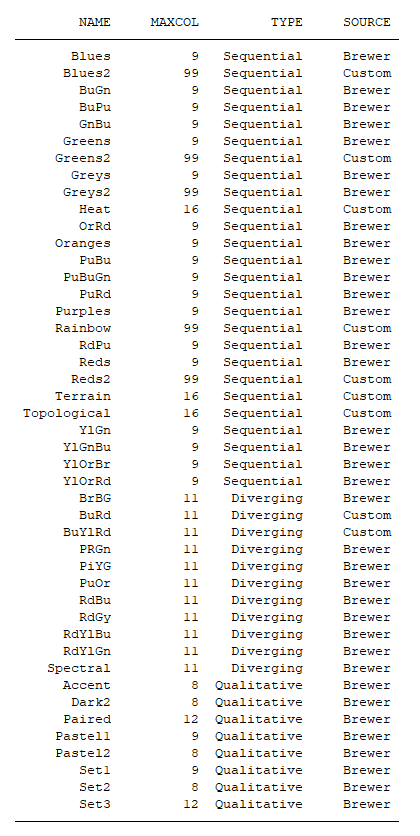 NAME MAXCOL TYPE SOURCE
Blues 9 Sequential Brewer
Blues2 99 Sequential Custom
BuGn 9 Sequential Brewer
BuPu 9 Sequential Brewer
GnBu 9 Sequential Brewer
Greens 9 Sequential Brewer
Greens2 99 Sequential Custom
Greys 9 Sequential Brewer
Greys2 99 Sequential Brewer
Heat 16 Sequential Custom
OrRd 9 Sequential Brewer
Oranges 9 Sequential Brewer
PuBu 9 Sequential Brewer
PuBuGn 9 Sequential Brewer
PuRd 9 Sequential Brewer
Purples 9 Sequential Brewer
Rainbow 99 Sequential Custom
RdPu 9 Sequential Brewer
Reds 9 Sequential Brewer
Reds2 99 Sequential Custom
Terrain 16 Sequential Custom
Topological 16 Sequential Custom
YlGn 9 Sequential Brewer
YlGnBu 9 Sequential Brewer
YlOrBr 9 Sequential Brewer
YlOrRd 9 Sequential Brewer
BrBG 11 Diverging Brewer
BuRd 11 Diverging Custom
BuYlRd 11 Diverging Custom
PRGn 11 Diverging Brewer
PiYG 11 Diverging Brewer
PuOr 11 Diverging Brewer
RdBu 11 Diverging Brewer
RdGy 11 Diverging Brewer
RdYlBu 11 Diverging Brewer
RdYlGn 11 Diverging Brewer
Spectral 11 Diverging Brewer
Accent 8 Qualitative Brewer
Dark2 8 Qualitative Brewer
Paired 12 Qualitative Brewer
Pastel1 9 Qualitative Brewer
Pastel2 8 Qualitative Brewer
Set1 9 Qualitative Brewer
Set2 8 Qualitative Brewer
Set3 12 Qualitative Brewer